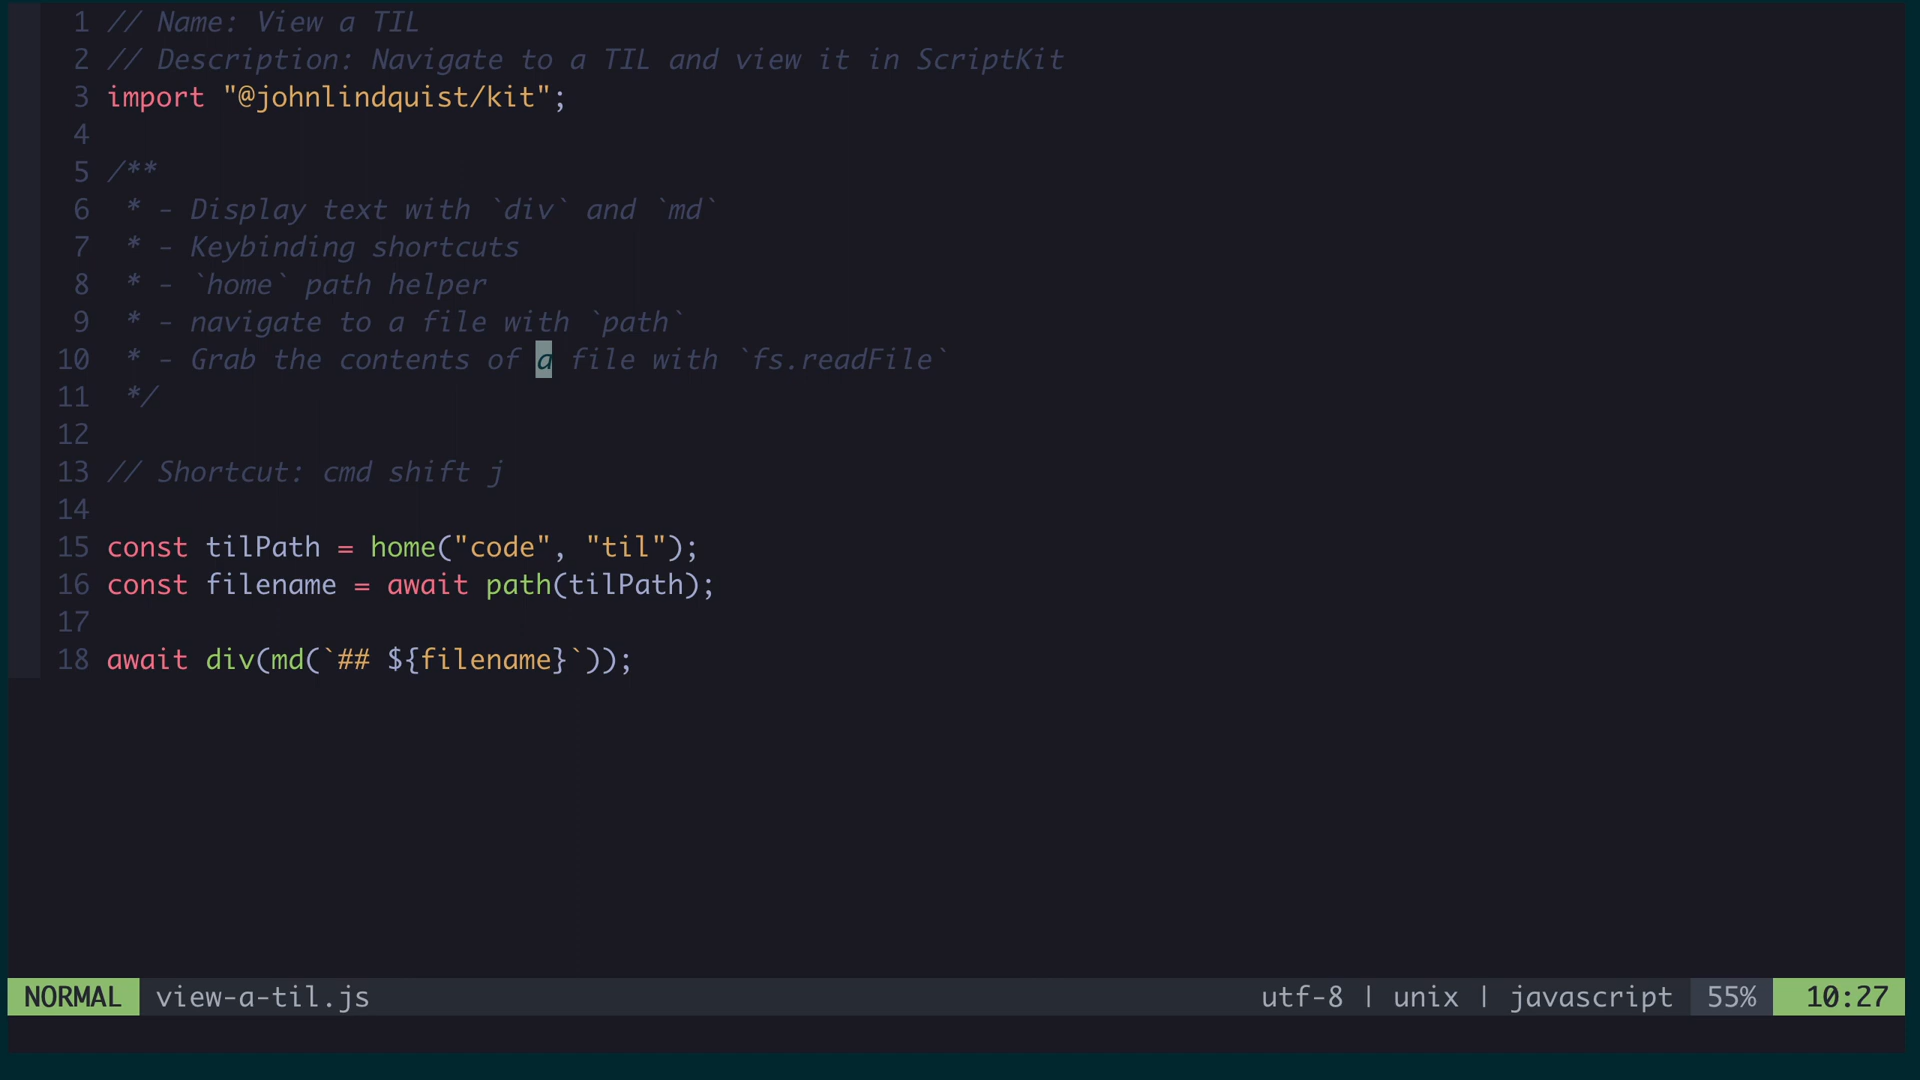 1 // Name: View a TIL
2 // Description: Navigate to a TIL and view it in ScriptKit
3 import "@johnlindquist/kit";
4
5 /**
6  * - Display text with `div` and `md`
7  * - Keybinding shortcuts
8  * - `home` path helper
9  * - navigate to a file with `path`
10  * - Grab the contents of a file with `fs.readFile`
11  */
12
13 // Shortcut: cmd shift j
14
15 const tilPath = home("code", "til");
16 const filename = await path(tilPath);
17
18 await div(md(`## ${filename}`));
NORMAL view-a-til.js utf-8 | unix | javascript 55% 10:27